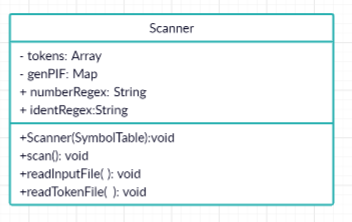 Scanner
- tokens: Array
- genPIF: Map
+ numberRegex: String
+ identRegex:String
+Scanner(SymbolTable):void
+scan(): void
+readInputFile( ): void
+readTokenFile( ): void